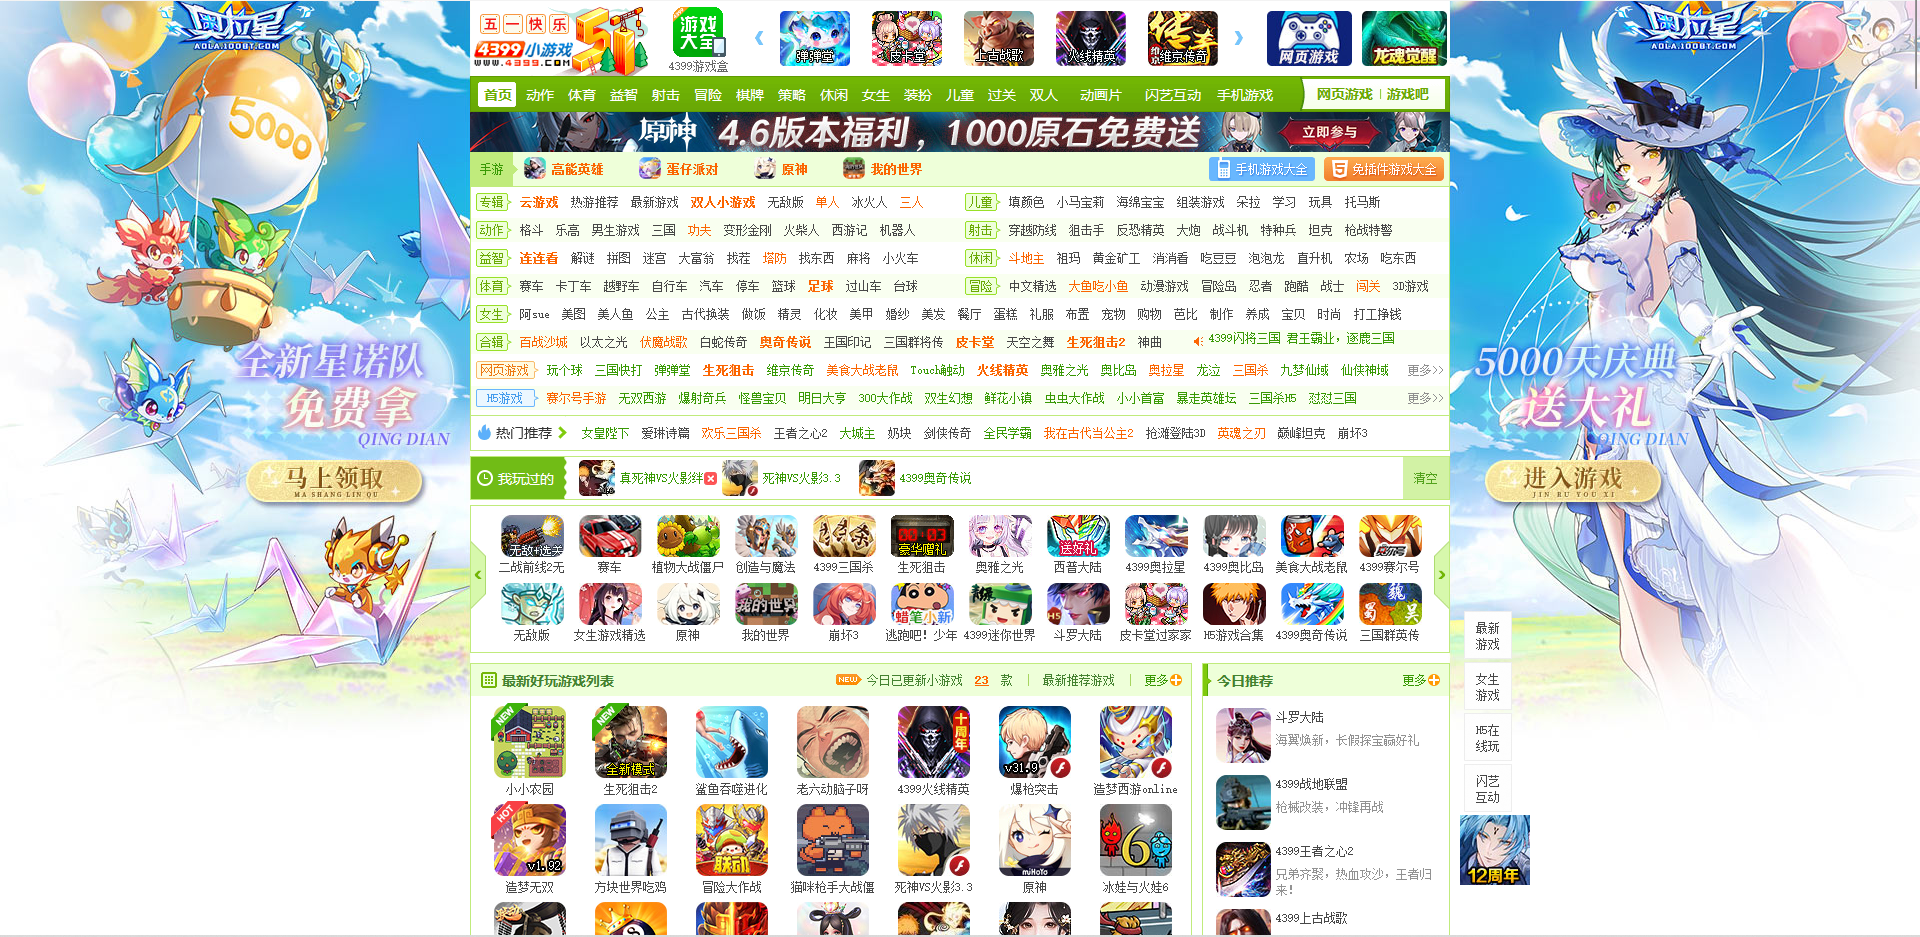 奥拉星
AOLA.100BT.COM
5000
全新星诺队
免费拿
QING DIAN
马上领取
MA SHANG LIN QU
五一快乐
51
4399小游戏
WWW.4399.COM
游戏大全
4399游戏盒
弹弹堂
皮卡堂
上古战歌
火线精英
维京传奇
网页游戏
龙魂觉醒
首页 动作 体育 益智 射击 冒险 棋牌 策略 休闲 女生 装扮 儿童 过关 双人 动画片 闪艺互动 手机游戏 网页游戏 | 游戏吧
原神 4.6版本福利，1000原石免费送 立即参与
手游 高能英雄 蛋仔派对 原神 我的世界 手机游戏大全 免插件游戏大全
专辑 云游戏 热游推荐 最新游戏 双人小游戏 无敌版 单人 冰火人 三人
儿童 填颜色 小马宝莉 海绵宝宝 组装游戏 朵拉 学习 玩具 托马斯
动作 格斗 乐高 男生游戏 三国 功夫 变形金刚 火柴人 西游记 机器人
射击 穿越防线 狙击手 反恐精英 大炮 战斗机 特种兵 坦克 枪战特警
益智 连连看 解谜 拼图 迷宫 大富翁 找茬 塔防 找东西 麻将 小火车
休闲 斗地主 祖玛 黄金矿工 消消看 吃豆豆 泡泡龙 直升机 农场 吃东西
体育 赛车 卡丁车 越野车 自行车 汽车 停车 篮球 足球 过山车 台球
冒险 中文精选 大鱼吃小鱼 动漫游戏 冒险岛 忍者 跑酷 战士 闯关 3D游戏
女生 阿sue 美图 美人鱼 公主 古代换装 做饭 精灵 化妆 美甲 婚纱 美发 餐厅 蛋糕 礼服 布置 宠物 购物 芭比 制作 养成 宝贝 时尚 打工挣钱
合辑 百战沙城 以太之光 伏魔战歌 白蛇传奇 奥奇传说 王国印记 三国群将传 皮卡堂 天空之舞 生死狙击2 神曲 4399闪将三国 君王霸业，逐鹿三国
网页游戏 玩个球 三国快打 弹弹堂 生死狙击 维京传奇 美食大战老鼠 Touch触动 火线精英 奥雅之光 奥比岛 奥拉星 龙泣 三国杀 九梦仙域 仙侠神域 更多>>
H5游戏 赛尔号手游 无双西游 爆射奇兵 怪兽宝贝 明日大亨 300大作战 双生幻想 鲜花小镇 虫虫大作战 小小首富 暴走英雄坛 三国杀H5 怼怼三国 更多>>
热门推荐 女皇陛下 爱琳诗篇 欢乐三国杀 王者之心2 大城主 奶块 剑侠传奇 全民学霸 我在古代当公主2 抢滩登陆3D 英魂之刃 巅峰坦克 崩坏3
我玩过的 真死神VS火影绊 死神VS火影3.3 4399奥奇传说 清空
无敌+选关
豪华赠礼
送好礼
赛尔号
二战前线2无 赛车 植物大战僵尸 创造与魔法 4399三国杀 生死狙击 奥雅之光 西普大陆 4399奥拉星 4399奥比岛 美食大战老鼠 4399赛尔号
我的世界
蜡笔小新
H5
魏
蜀
吴
无敌版 女生游戏精选 原神 我的世界 崩坏3 逃跑吧！少年 4399迷你世界 斗罗大陆 皮卡堂过家家 H5游戏合集 4399奥奇传说 三国群英传
最新好玩游戏列表 NEW 今日已更新小游戏 23 款 | 最新推荐游戏 | 更多
NEW
NEW
全新模式
十周年
v31.9
小小农园 生死狙击2 鲨鱼吞噬进化 老六动脑子呀 4399火线精英 爆枪突击 造梦西游online
HOT
v1.92
联动
miHoYo
6
造梦无双 方块世界吃鸡 冒险大作战 猫咪枪手大战僵 死神VS火影3.3 原神 冰娃与火娃6
8
今日推荐 更多
斗罗大陆
海翼焕新，长假探宝赢好礼
4399战地联盟
枪械改装，冲锋再战
4399王者之心2
兄弟齐聚，热血攻沙，王者归来！
4399上古战歌
奥拉星
AOLA.100BT.COM
5000天庆典
送大礼
QING DIAN
进入游戏
JIN RU YOU XI
最新游戏
女生游戏
H5在线玩
闪艺互动
12周年